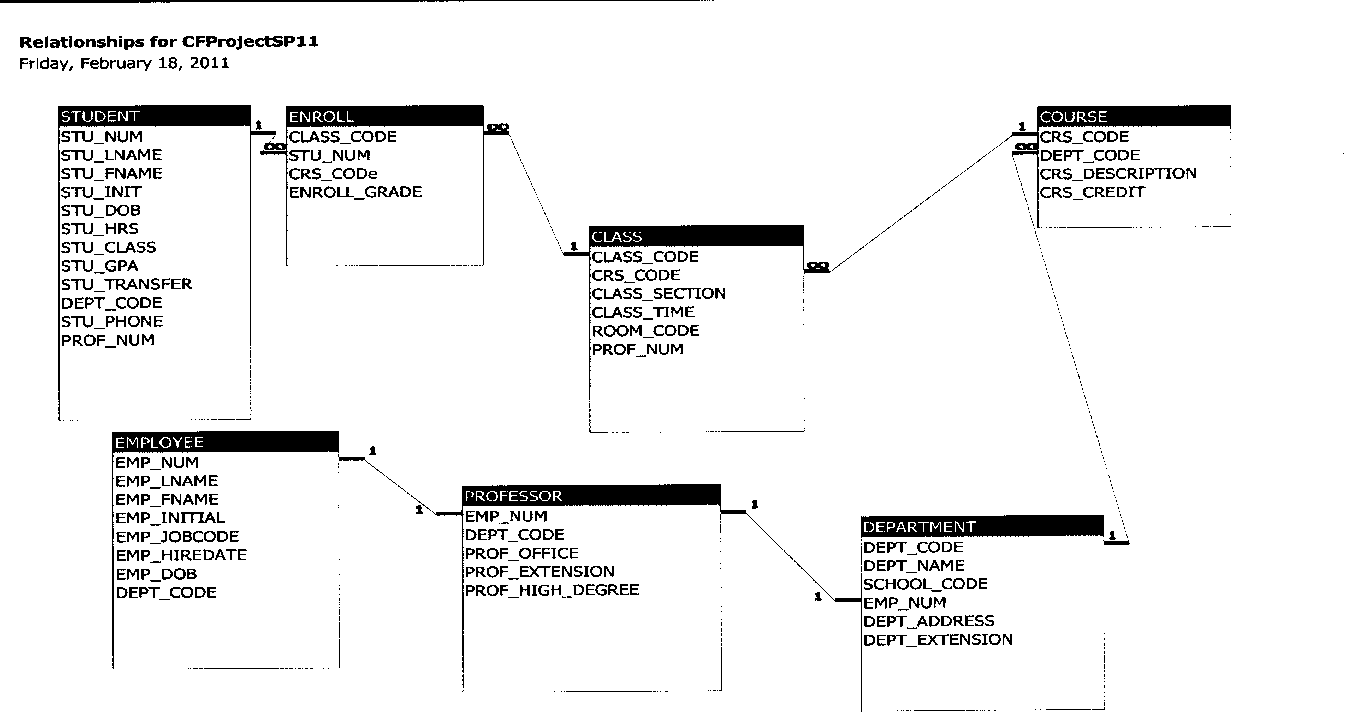 Relationships for CFProjectSP11
Friday, February 18, 2011
STUDENT
STU_NUM
STU_LNAME
STU_FNAME
STU_INIT
STU_DOB
STU_HRS
STU_CLASS
STU_GPA
STU_TRANSFER
DEPT_CODE
STU_PHONE
PROF_NUM
1
∞
ENROLL
CLASS_CODE
STU_NUM
CRS_CODe
ENROLL_GRADE
∞
1
CLASS
CLASS_CODE
CRS_CODE
CLASS_SECTION
CLASS_TIME
ROOM_CODE
PROF_NUM
∞
1
∞
COURSE
CRS_CODE
DEPT_CODE
CRS_DESCRIPTION
CRS_CREDIT
EMPLOYEE
EMP_NUM
EMP_LNAME
EMP_FNAME
EMP_INITIAL
EMP_JOBCODE
EMP_HIREDATE
EMP_DOB
DEPT_CODE
1
1
PROFESSOR
EMP_NUM
DEPT_CODE
PROF_OFFICE
PROF_EXTENSION
PROF_HIGH_DEGREE
1
1
DEPARTMENT
DEPT_CODE
DEPT_NAME
SCHOOL_CODE
EMP_NUM
DEPT_ADDRESS
DEPT_EXTENSION
1